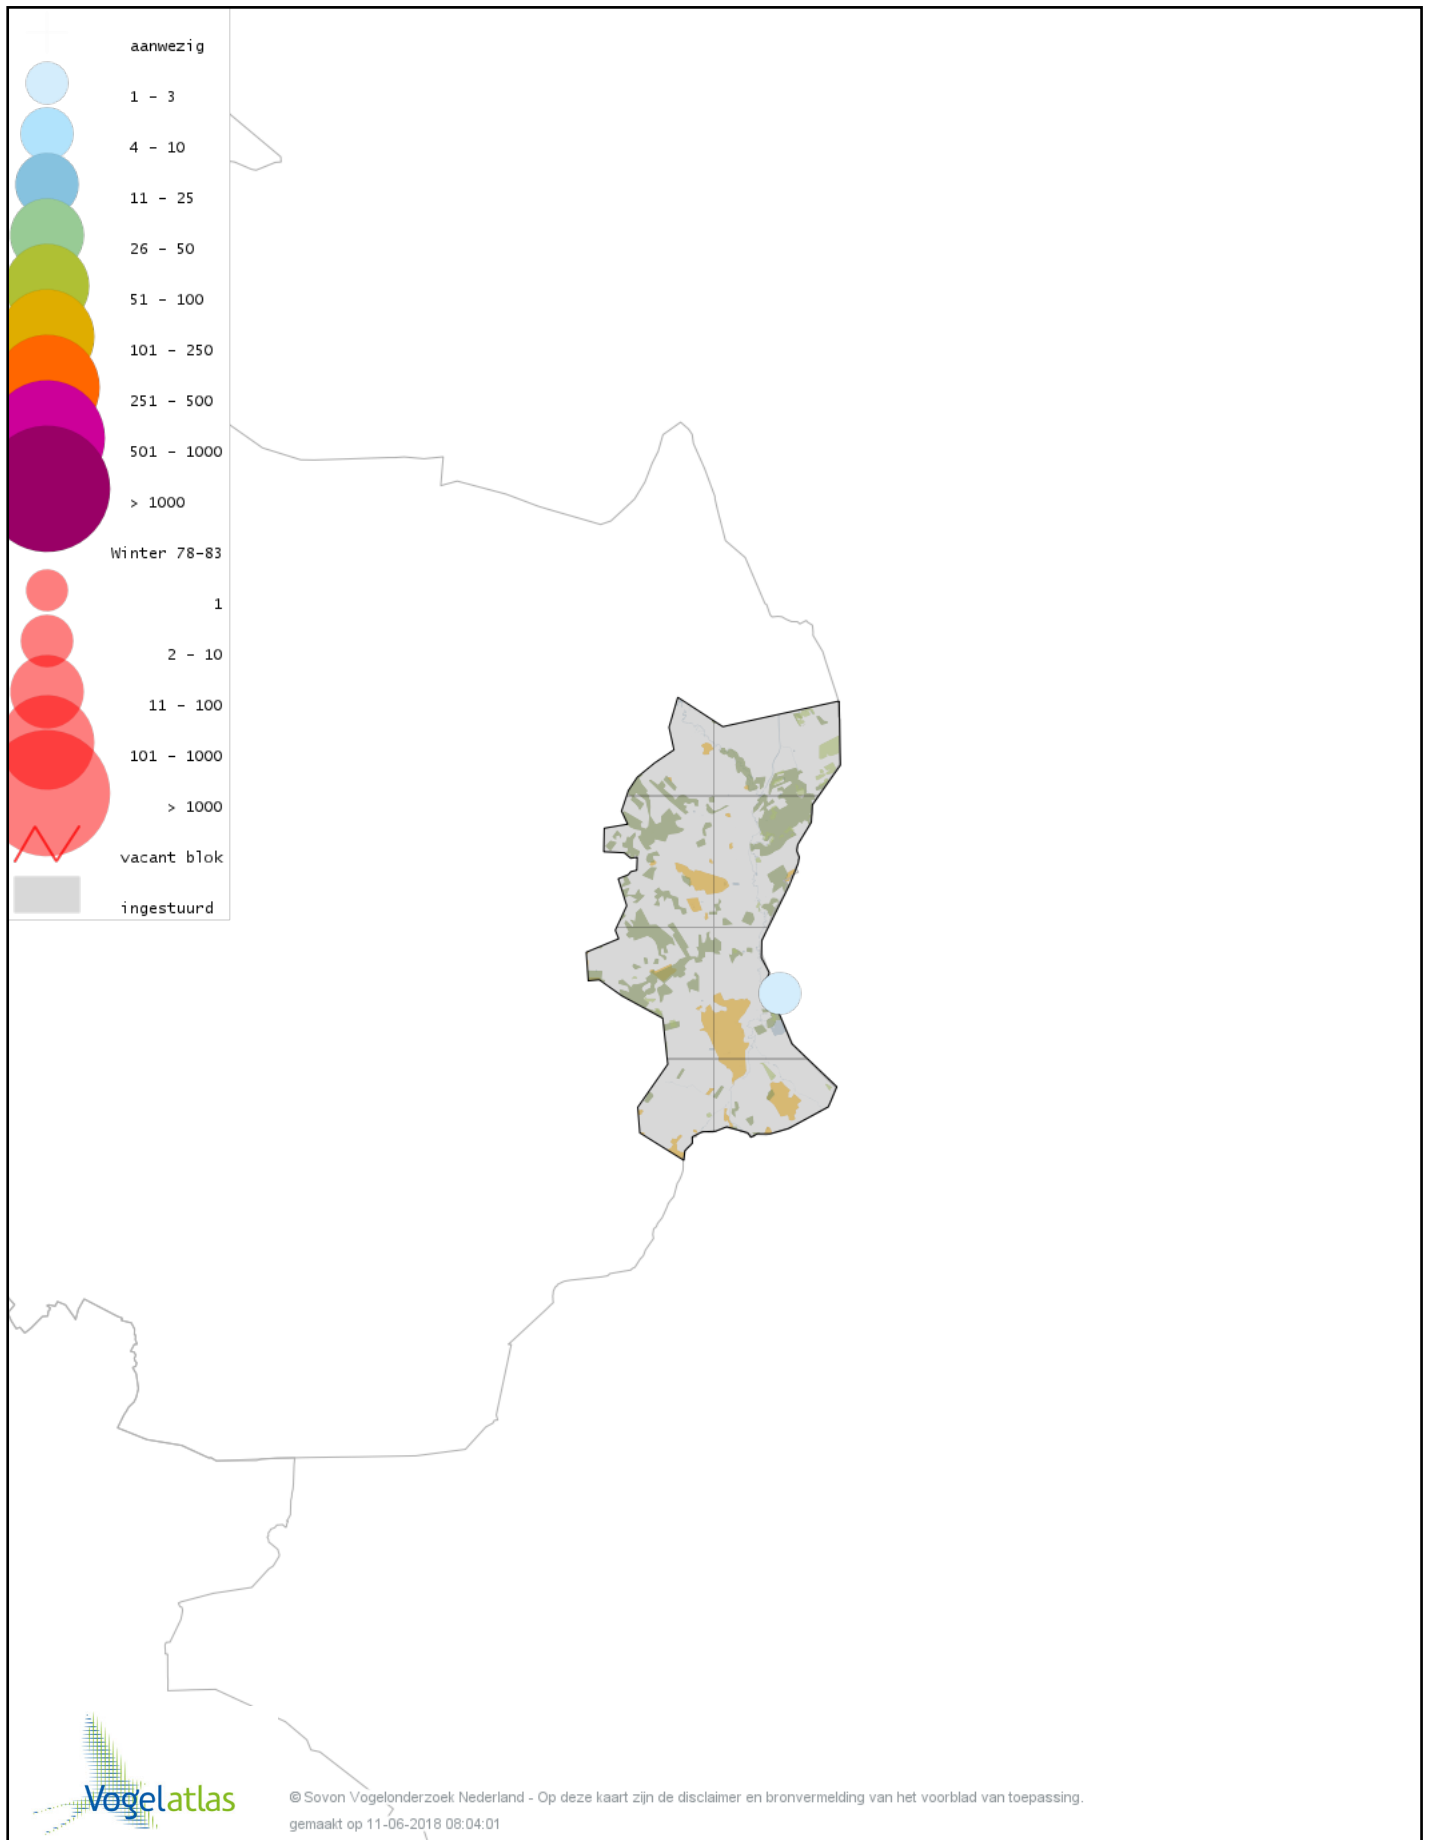 aanwezig
1 - 3
4 - 10
11 - 25
26 - 50
51 - 100
101 - 250
251 - 500
501 - 1000
> 1000
Winter 78-83
1
2 - 10
11 - 100
101 - 1000
> 1000
vacant blok
ingestuurd
Vogelatlas
© Sovon Vogelonderzoek Nederland - Op deze kaart zijn de disclaimer en bronvermelding van het voorblad van toepassing.
gemaakt op 11-06-2018 08:04:01